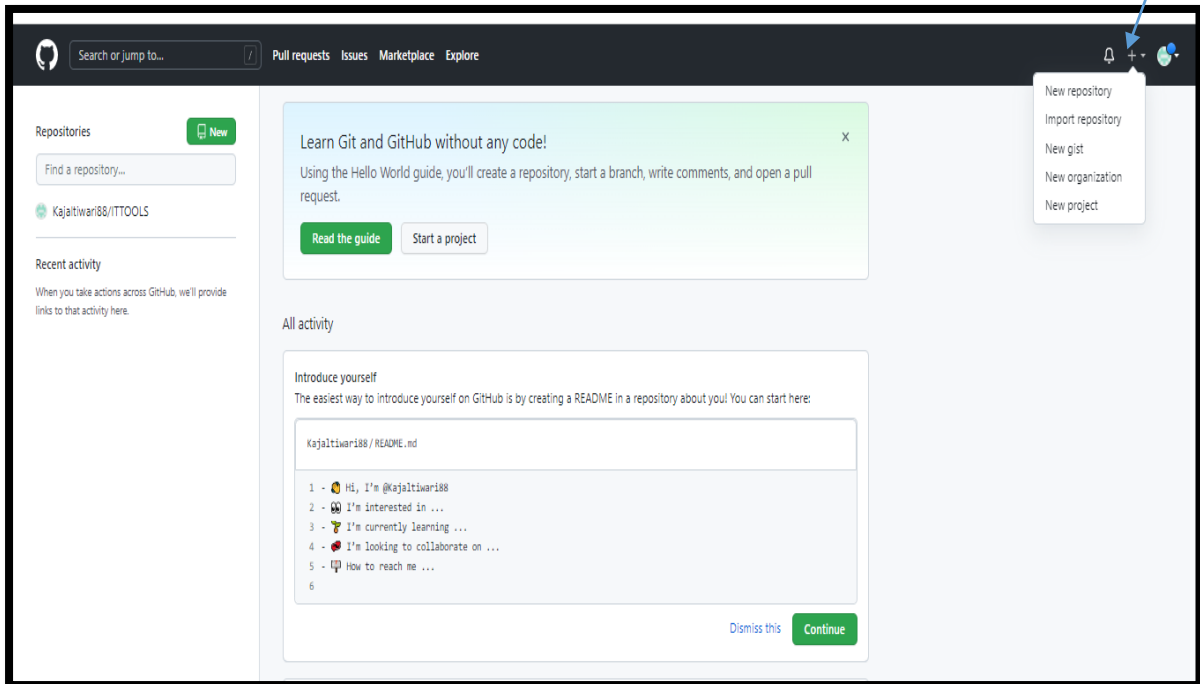 Search or jump to... /
Pull requests Issues Marketplace Explore
New repository
Import repository
New gist
New organization
New project
Repositories
New
Find a repository...
Kajaltiwari88/ITTOOLS
Recent activity
When you take actions across GitHub, we'll provide
links to that activity here.
Learn Git and GitHub without any code!
x
Using the Hello World guide, you'll create a repository, start a branch, write comments, and open a pull
request.
Read the guide
Start a project
All activity
Introduce yourself
The easiest way to introduce yourself on GitHub is by creating a README in a repository about you! You can start here:
Kajaltiwari88/README.md
1 - 👋 Hi, I'm @Kajaltiwari88
2 - 👀 I'm interested in ...
3 - 🌱 I'm currently learning ...
4 - 💞️ I'm looking to collaborate on ...
5 - 📫 How to reach me ...
6
Dismiss this
Continue